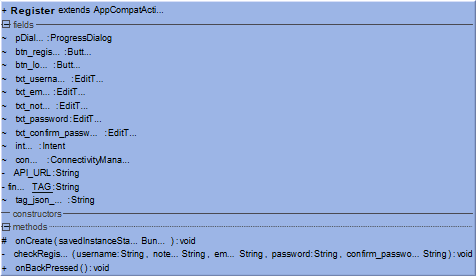 + Register extends AppCompatActi...
fields
~ pDial... :ProgressDialog
~ btn_regis... :Butt...
~ btn_lo... :Butt...
~ txt_userna... :EditT...
~ txt_em... :EditT...
~ txt_not... :EditT...
~ txt_password:EditT...
~ txt_confirm_passw... :EditT...
~ int... :Intent
~ con... :ConnectivityMana...
- API_URL:String
- fin... TAG:String
~ tag_json_... :String
constructors
methods
# onCreate(savedInstanceSta... Bun... ):void
- checkRegis... (username:String, note... String, em... String, password:String, confirm_passwo... String):void
+ onBackPressed():void